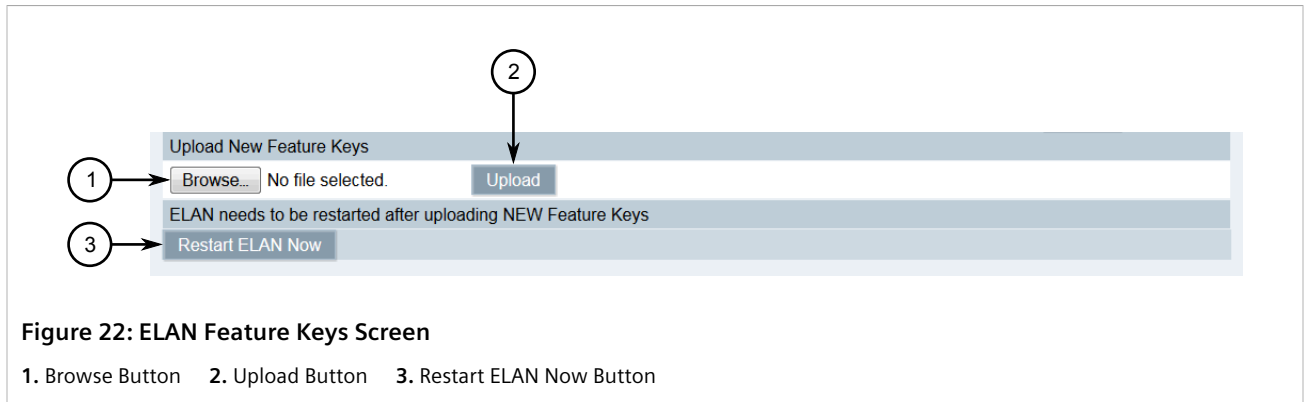 2
Upload New Feature Keys
1 Browse... No file selected. Upload
ELAN needs to be restarted after uploading NEW Feature Keys
3 Restart ELAN Now
Figure 22: ELAN Feature Keys Screen
1. Browse Button 2. Upload Button 3. Restart ELAN Now Button